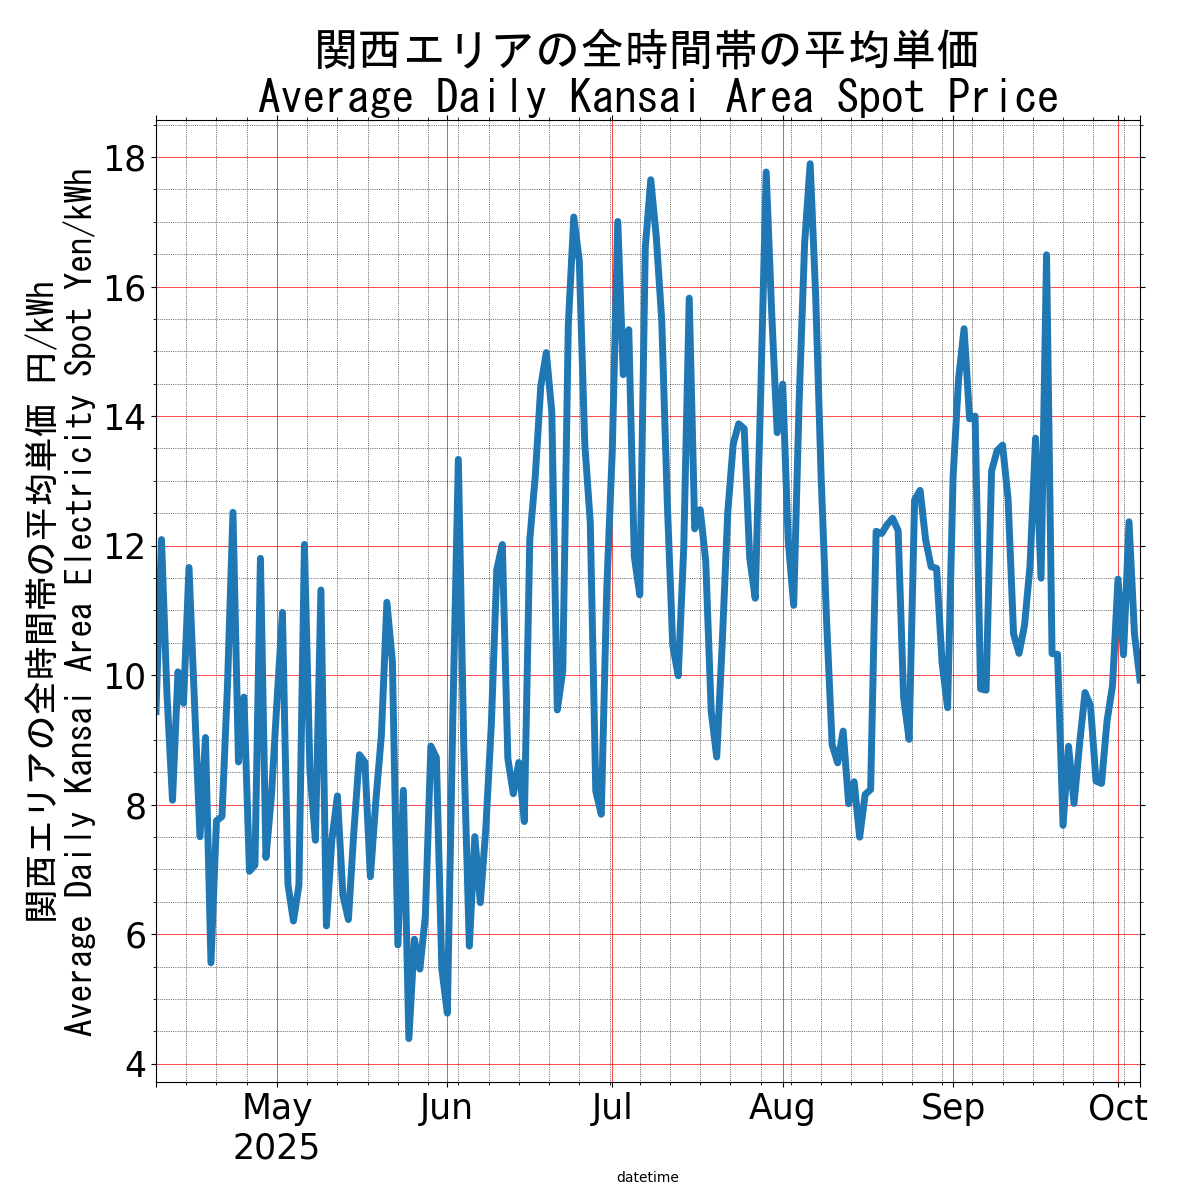 関西エリアの全時間帯の平均単価
Average Daily Kansai Area Spot Price
関西エリアの全時間帯の平均単価 円/kWh
Average Daily Kansai Area Electricity Spot Yen/kWh
18
16
14
12
10
8
6
4
May
2025
Jun
Jul
Aug
Sep
Oct
datetime